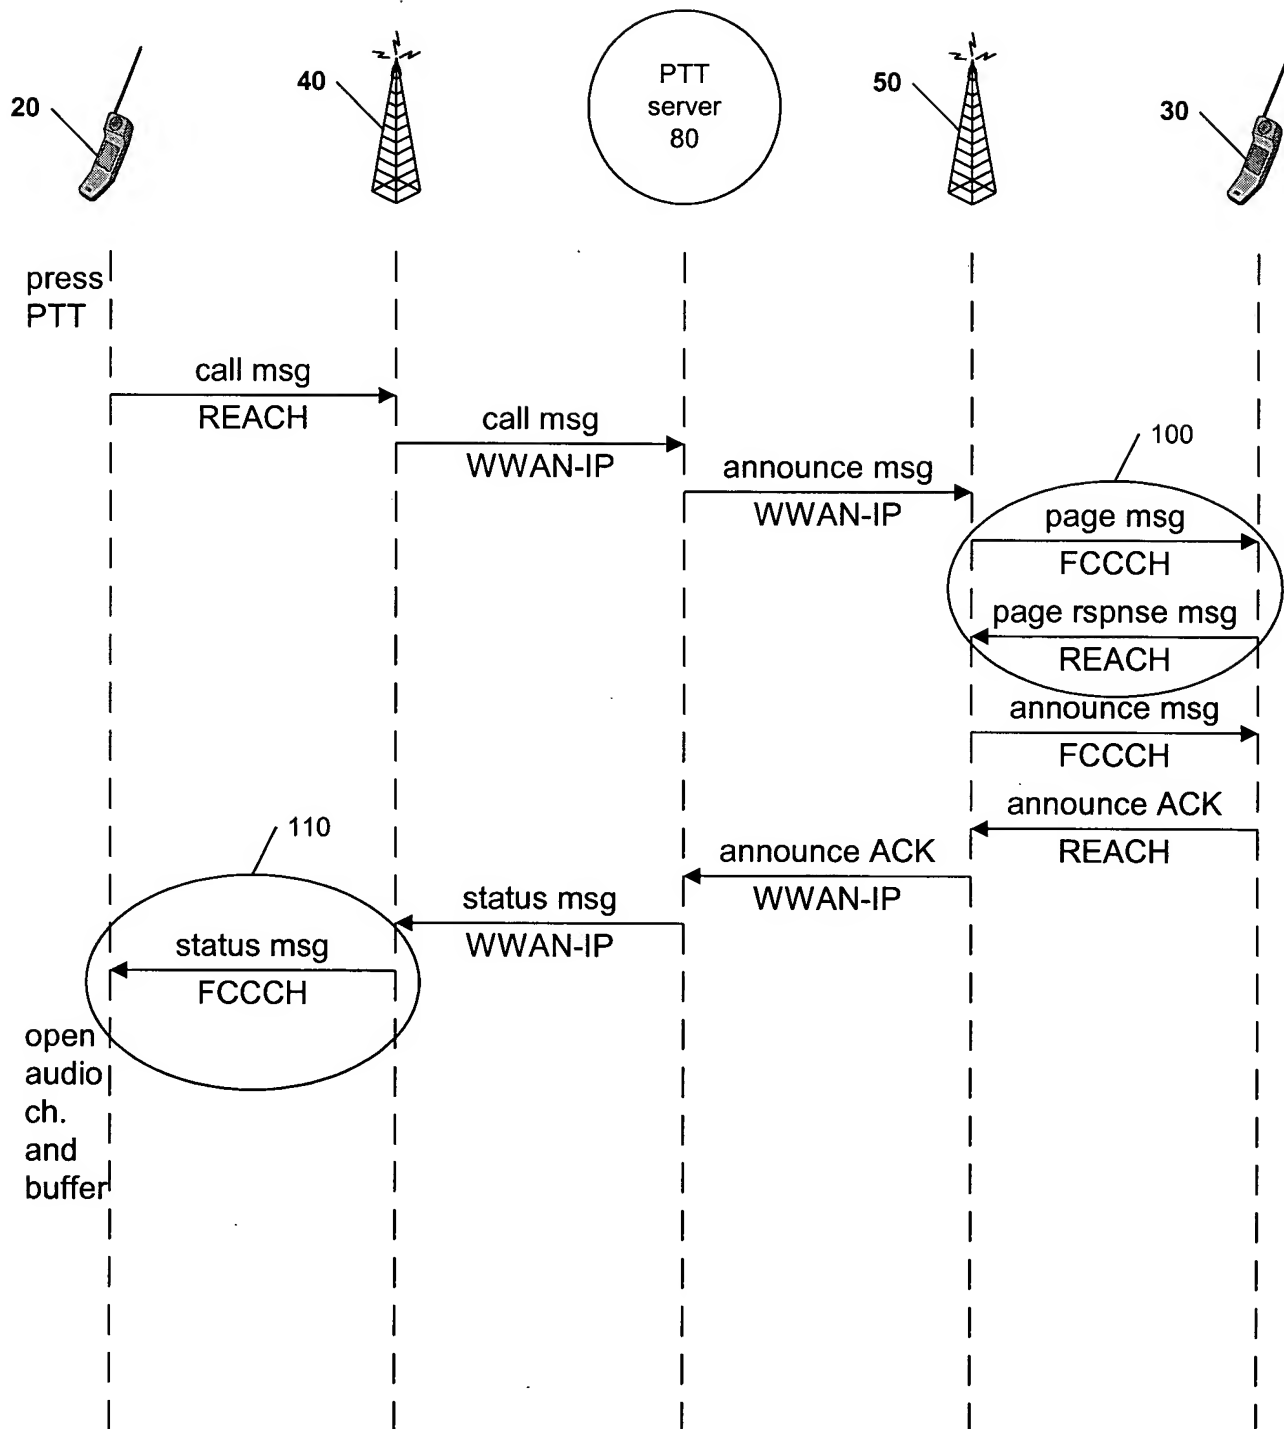 20
40
PTT
server
80
50
30
press
PTT
call msg
REACH
call msg
WWAN-IP
announce msg
WWAN-IP
100
page msg
FCCCH
page rspnse msg
REACH
announce msg
FCCCH
announce ACK
REACH
announce ACK
WWAN-IP
110
status msg
WWAN-IP
status msg
FCCCH
open
audio
ch.
and
buffer